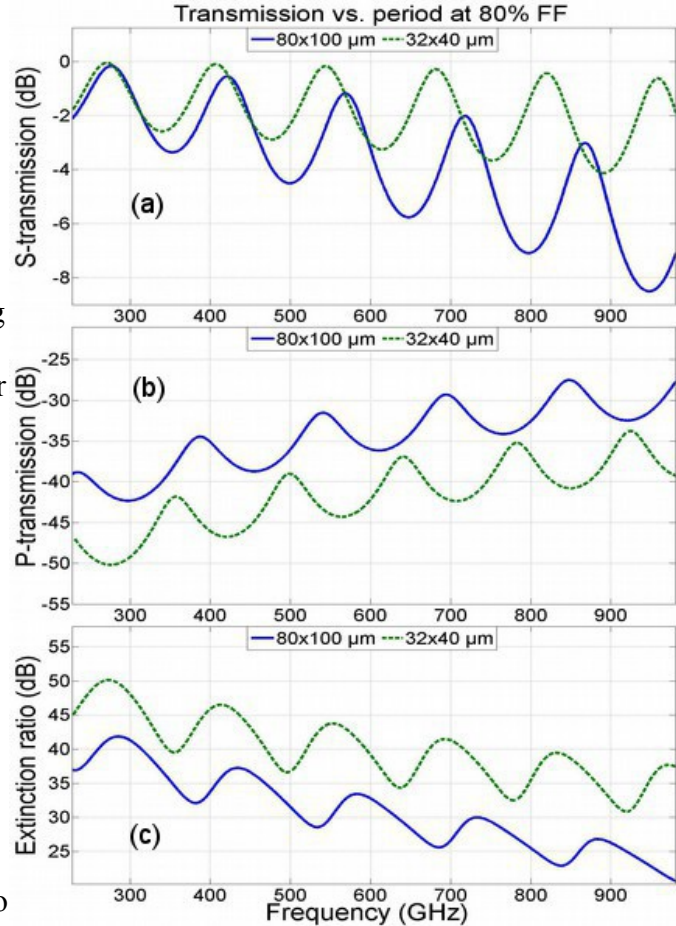 Transmission vs. period at 80% FF
80x100 µm 32x40 µm
S-transmission (dB)
0
-2
-4
-6
-8
(a)
300 400 500 600 700 800 900
g
80x100 µm 32x40 µm
P-transmission (dB)
-25
-30
-35
-40
-45
-50
-55
(b)
r
300 400 500 600 700 800 900
80x100 µm 32x40 µm
Extinction ratio (dB)
55
50
45
40
35
30
25
(c)
o
300 400 500 600 700 800 900
Frequency (GHz)